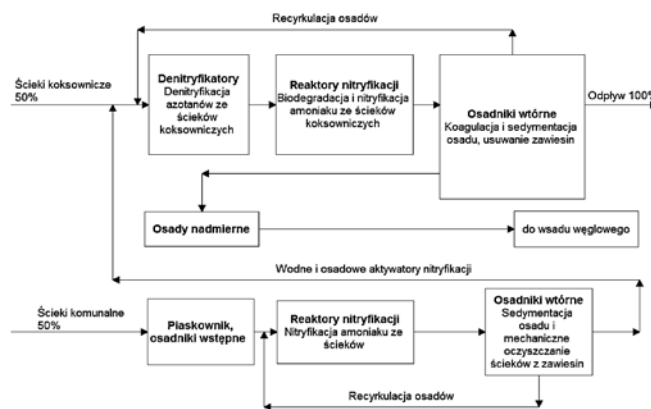 Recyrkulacja osadów
Ścieki koksownicze
50%
Denitryfikatory
Denitryfikacja
azotanów ze
ścieków
koksowniczych
Reaktory nitryfikacji
Biodegradacja i nitryfikacja
amoniaku ze ścieków
koksowniczych
Osadniki wtórne
Koagulacja i sedymentacja
osadu, usuwanie zawiesin
Odpływ 100%
Osady nadmierne
do wsadu węglowego
Wodne i osadowe aktywatory nitryfikacji
Ścieki komunalne
50%
Piaskownik,
osadniki wstępne
Reaktory nitryfikacji
Nitryfikacja amoniaku ze
ścieków
Osadniki wtórne
Sedymentacja
osadu i
mechaniczne
oczyszczanie
ścieków z zawiesin
Recyrkulacja osadów